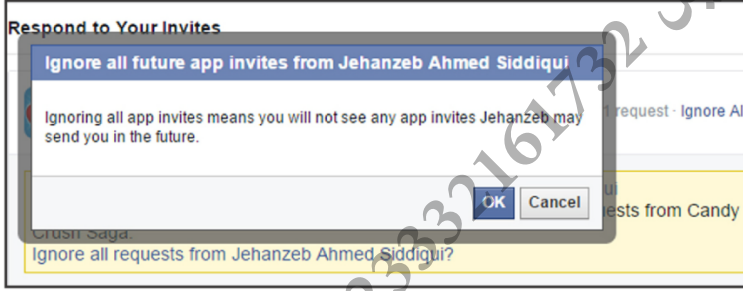 Respond to Your Invites
Ignore all future app invites from Jehanzeb Ahmed Siddiqui
Ignoring all app invites means you will not see any app invites Jehanzeb may
send you in the future.
1 request · Ignore Al
OK Cancel
ui
ests from Candy
Crush Saga.
Ignore all requests from Jehanzeb Ahmed Siddiqui?